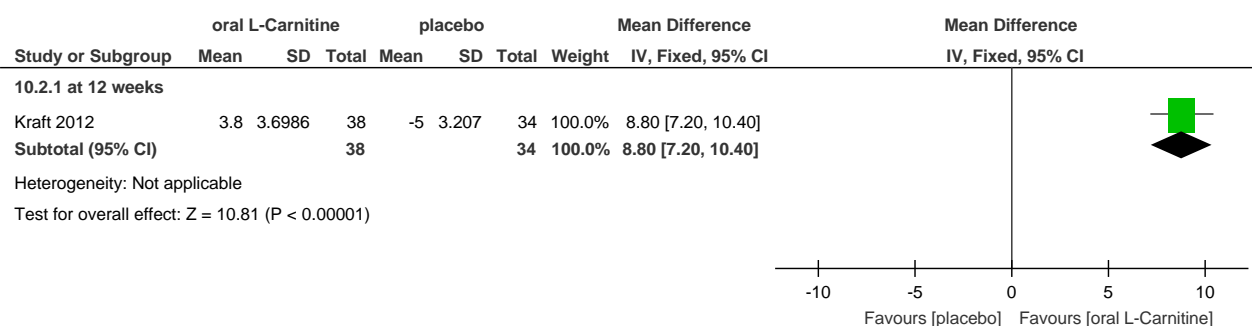 oral L-Carnitine placebo Mean Difference Mean Difference
Study or Subgroup Mean SD Total Mean SD Total Weight IV, Fixed, 95% CI IV, Fixed, 95% CI
10.2.1 at 12 weeks
Kraft 2012 3.8 3.6986 38 -5 3.207 34 100.0% 8.80 [7.20, 10.40]
Subtotal (95% CI) 38 34 100.0% 8.80 [7.20, 10.40]
Heterogeneity: Not applicable
Test for overall effect: Z = 10.81 (P < 0.00001)
-10 -5 0 5 10
Favours [placebo] Favours [oral L-Carnitine]